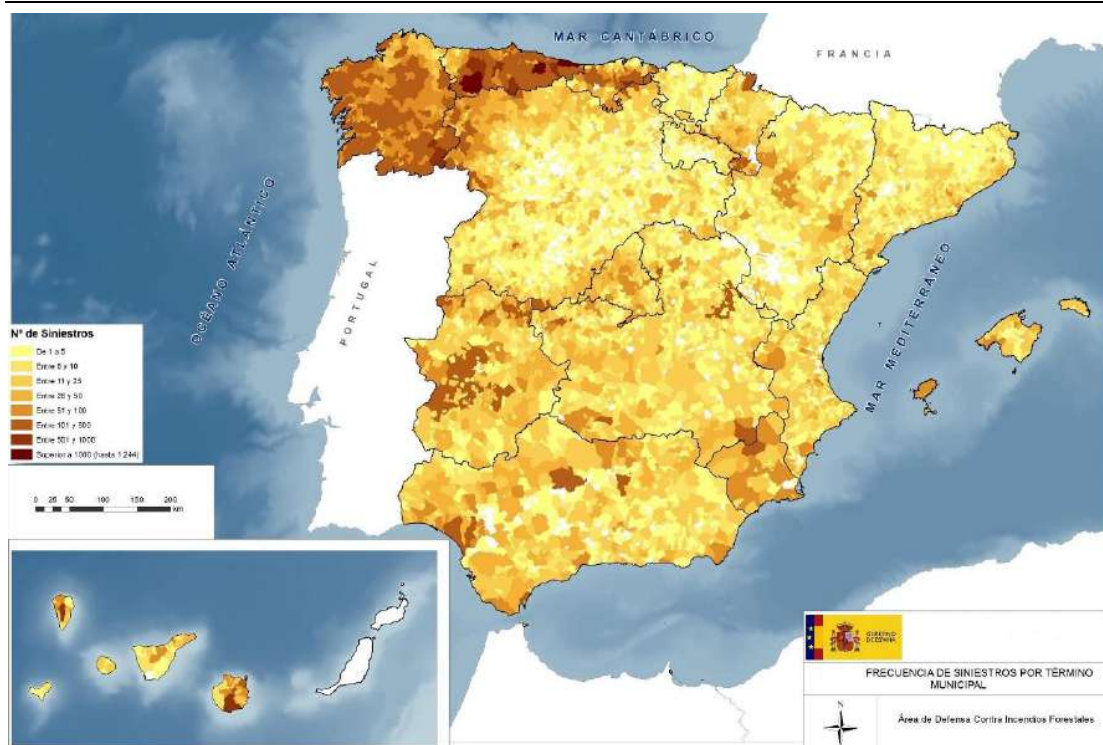 MAR CANTÁBRICO
FRANCIA
OCÉANO ATLÁNTICO
PORTUGAL
MAR MEDITERRÁNEO
Nº de Siniestros
De 1 a 5
Entre 6 y 10
Entre 11 y 25
Entre 26 y 50
Entre 51 y 100
Entre 101 y 500
Entre 501 y 1000
Superior a 1000 (hasta 1.244)
0 25 50 100 150 200
km
GOBIERNO
DE ESPAÑA
FRECUENCIA DE SINIESTROS POR TÉRMINO
MUNICIPAL
N
Área de Defensa Contra Incendios Forestales